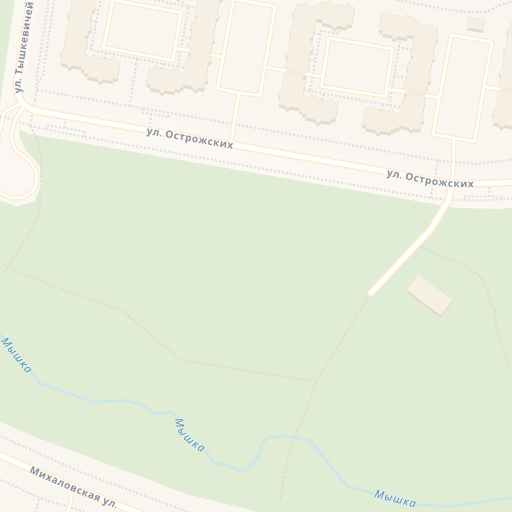 ул. Тышкевичей
ул. Острожских
ул. Острожских
Мышка
Мышка
Михаловская ул.
Мышка